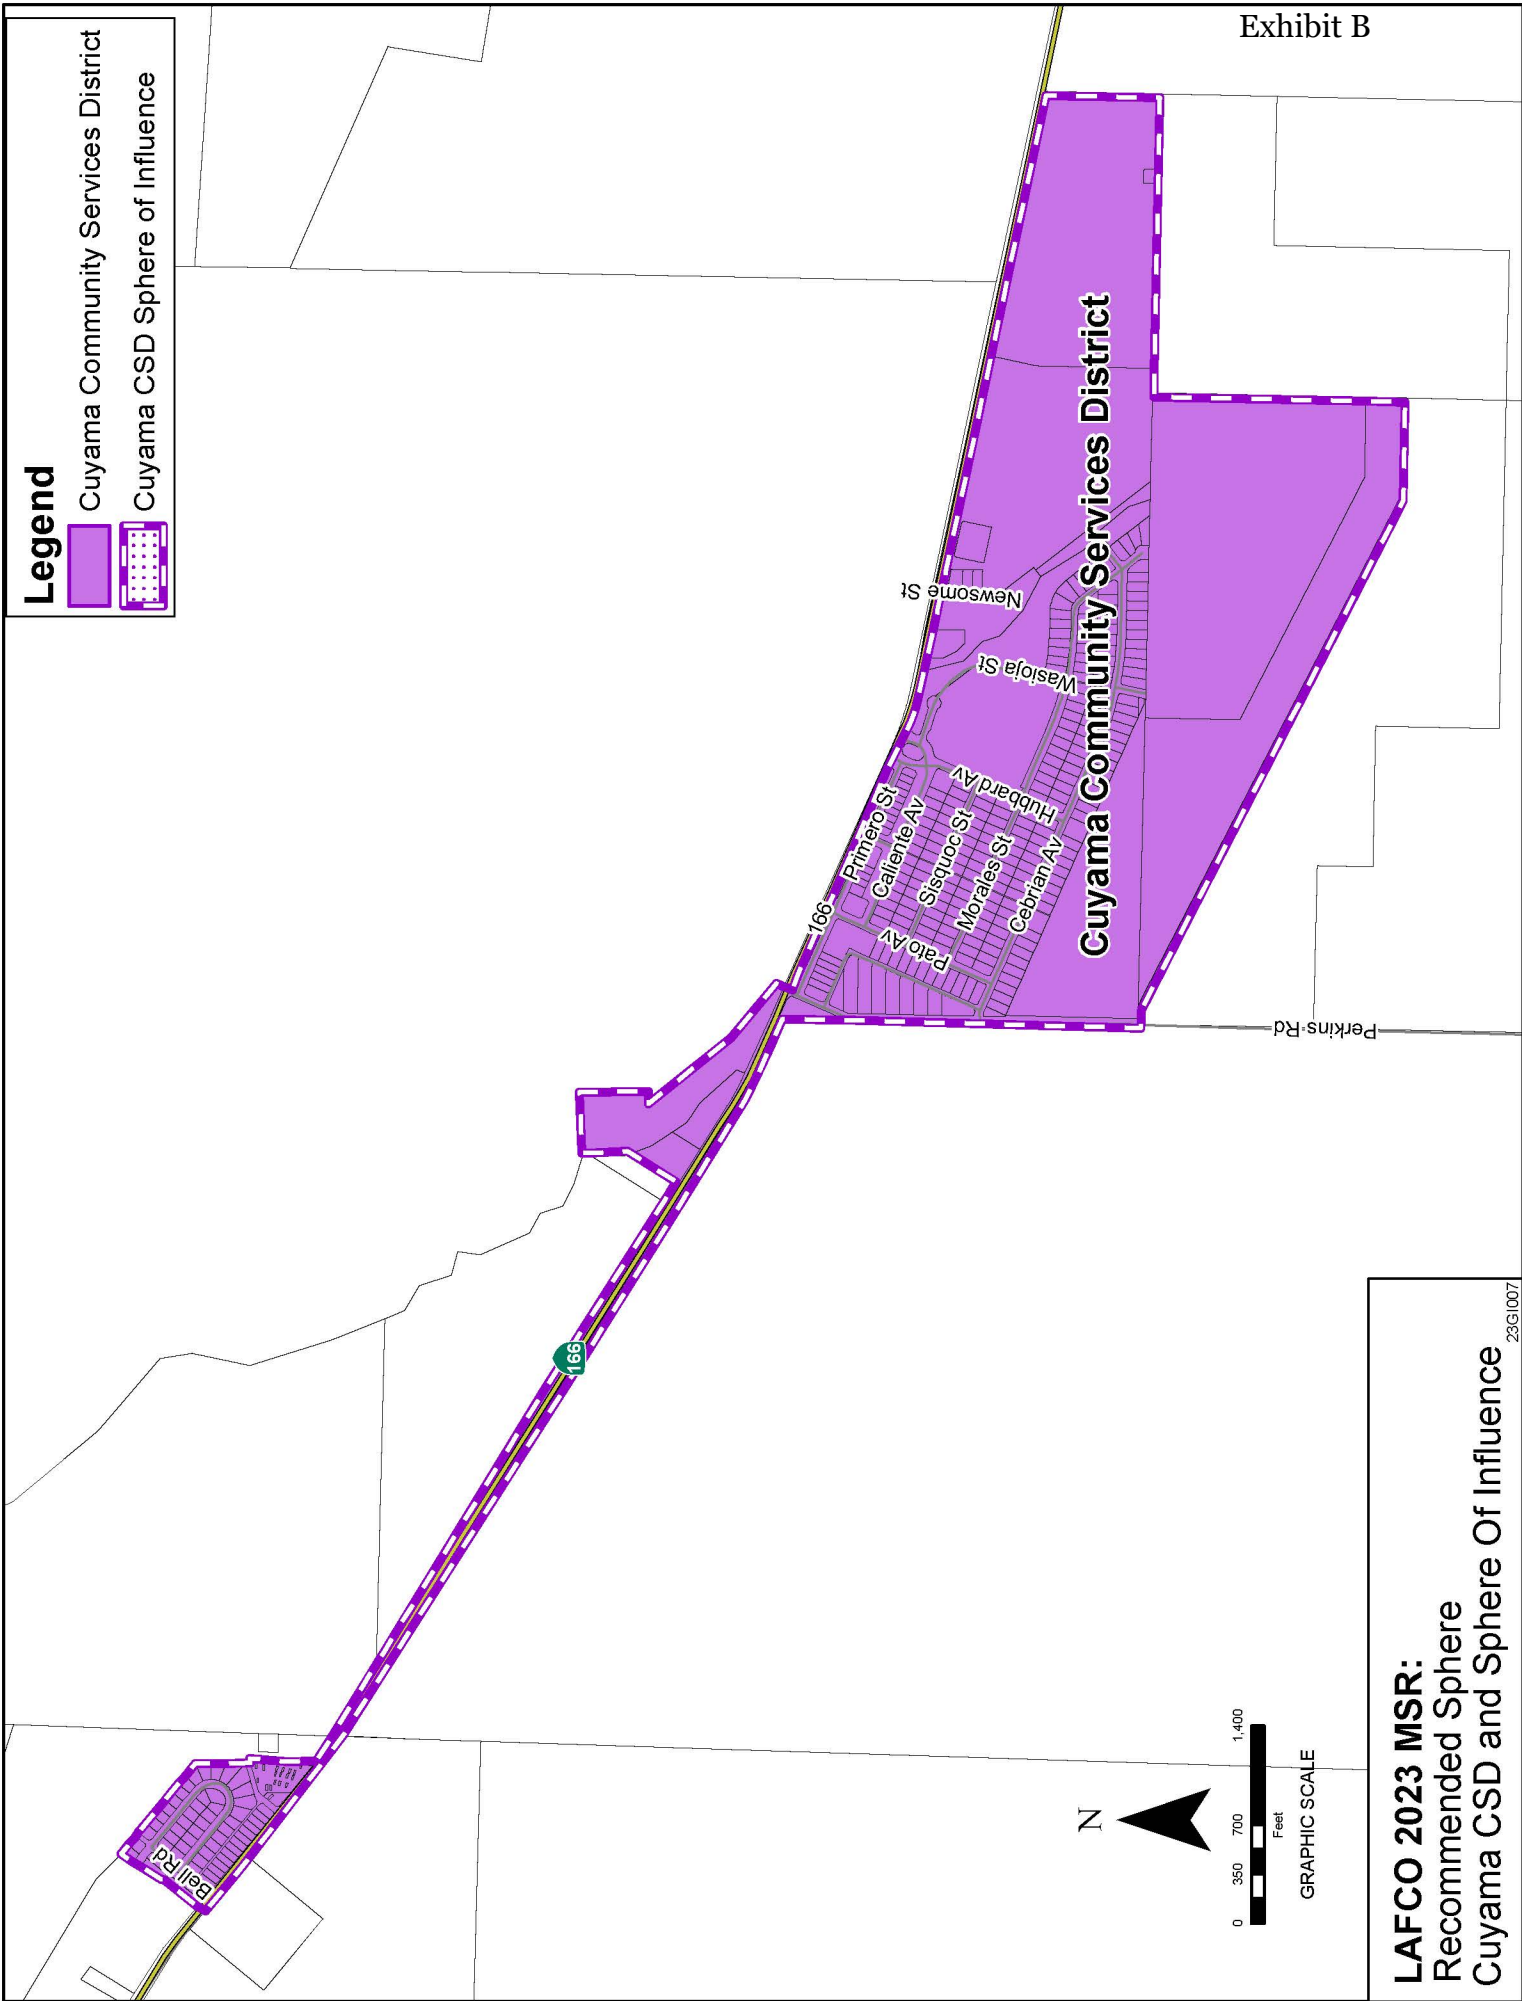 Exhibit B
Legend
Cuyama Community Services District
Cuyama CSD Sphere of Influence
Newsome St
Wasioja St
Hubbard Av
Primero St
Caliente Av
Sisquoc St
Morales St
Cebrian Av
Pato Av
166
Cuyama Community Services District
Perkins Rd
166
Bell Rd
N
0 350 700 1,400
Feet
GRAPHIC SCALE
LAFCO 2023 MSR:
Recommended Sphere
Cuyama CSD and Sphere Of Influence
23GI007